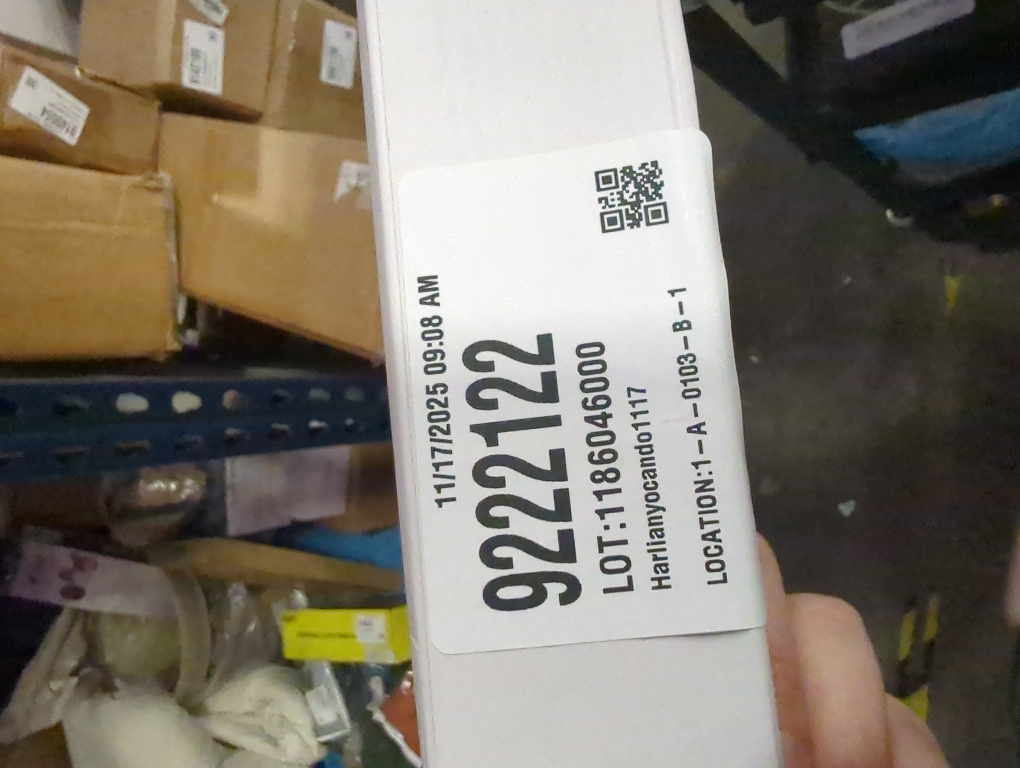 11/17/2025 09:08 AM
9222122
LOT:1186046000
Harlianyocando1117
LOCATION:1-A-0103-B-1